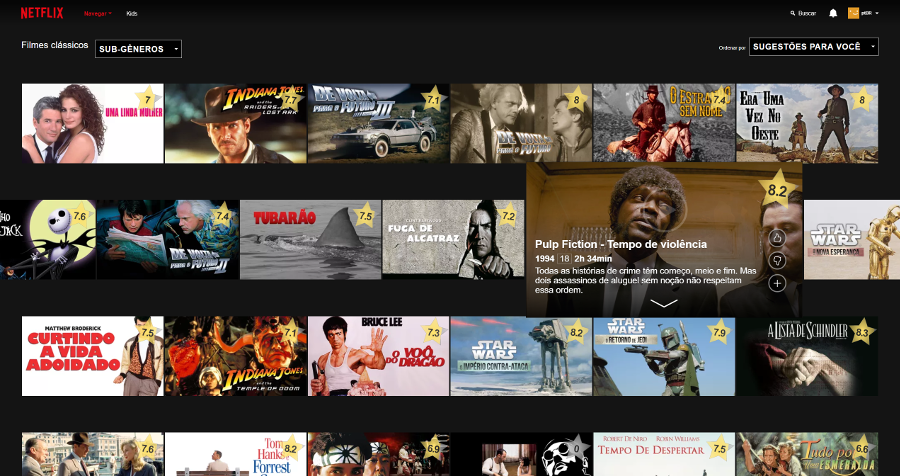 NETFLIX
Navegar
Kids
Buscar
Filmes clássicos
SUB-GÊNEROS
Ordenar por
SUGESTÕES PARA VOCÊ
7
UMA LINDA MULHER
INDIANA JONES
and the
RAIDERS
LOST ARK
7.7
DE VOLTA
PARA O FUTURO III
7.1
8
DE VOLTA
PARA O FUTURO
O ESTRANHO
SEM NOME
7.4
ERA UMA
VEZ NO
OESTE
8
JACK
7.6
DE VOLTA
7.4
TUBARÃO
7.5
CLINT EASTWOOD
FUGA DE
ALCATRAZ
7.2
8.2
Pulp Fiction - Tempo de violência
1994 | 18 | 2h 34min
Todas as histórias de crime têm começo, meio e fim. Mas
dois assassinos de aluguel sem noção não respeitam
essa ordem.
STAR
WARS
A NOVA ESPERANÇA
MATTHEW BRODERICK
CURTINDO
A VIDA
ADOIDADO
7.5
7.1
INDIANA JONES
and the
TEMPLE OF DOOM
BRUCE LEE
7.3
O VOO
DO DRAGÃO
STAR
WARS
O IMPÉRIO CONTRA-ATACA
8.2
STAR
WARS
O RETORNO DE JEDI
7.9
A LISTA DE SCHINDLER
8.3
7.6
Tom
Hanks
Forrest
8.2
6.6
0
ROBERT DE NIRO ROBIN WILLIAMS
TEMPO DE DESPERTAR
7.5
Tudo por
ESMERALDA
6.9